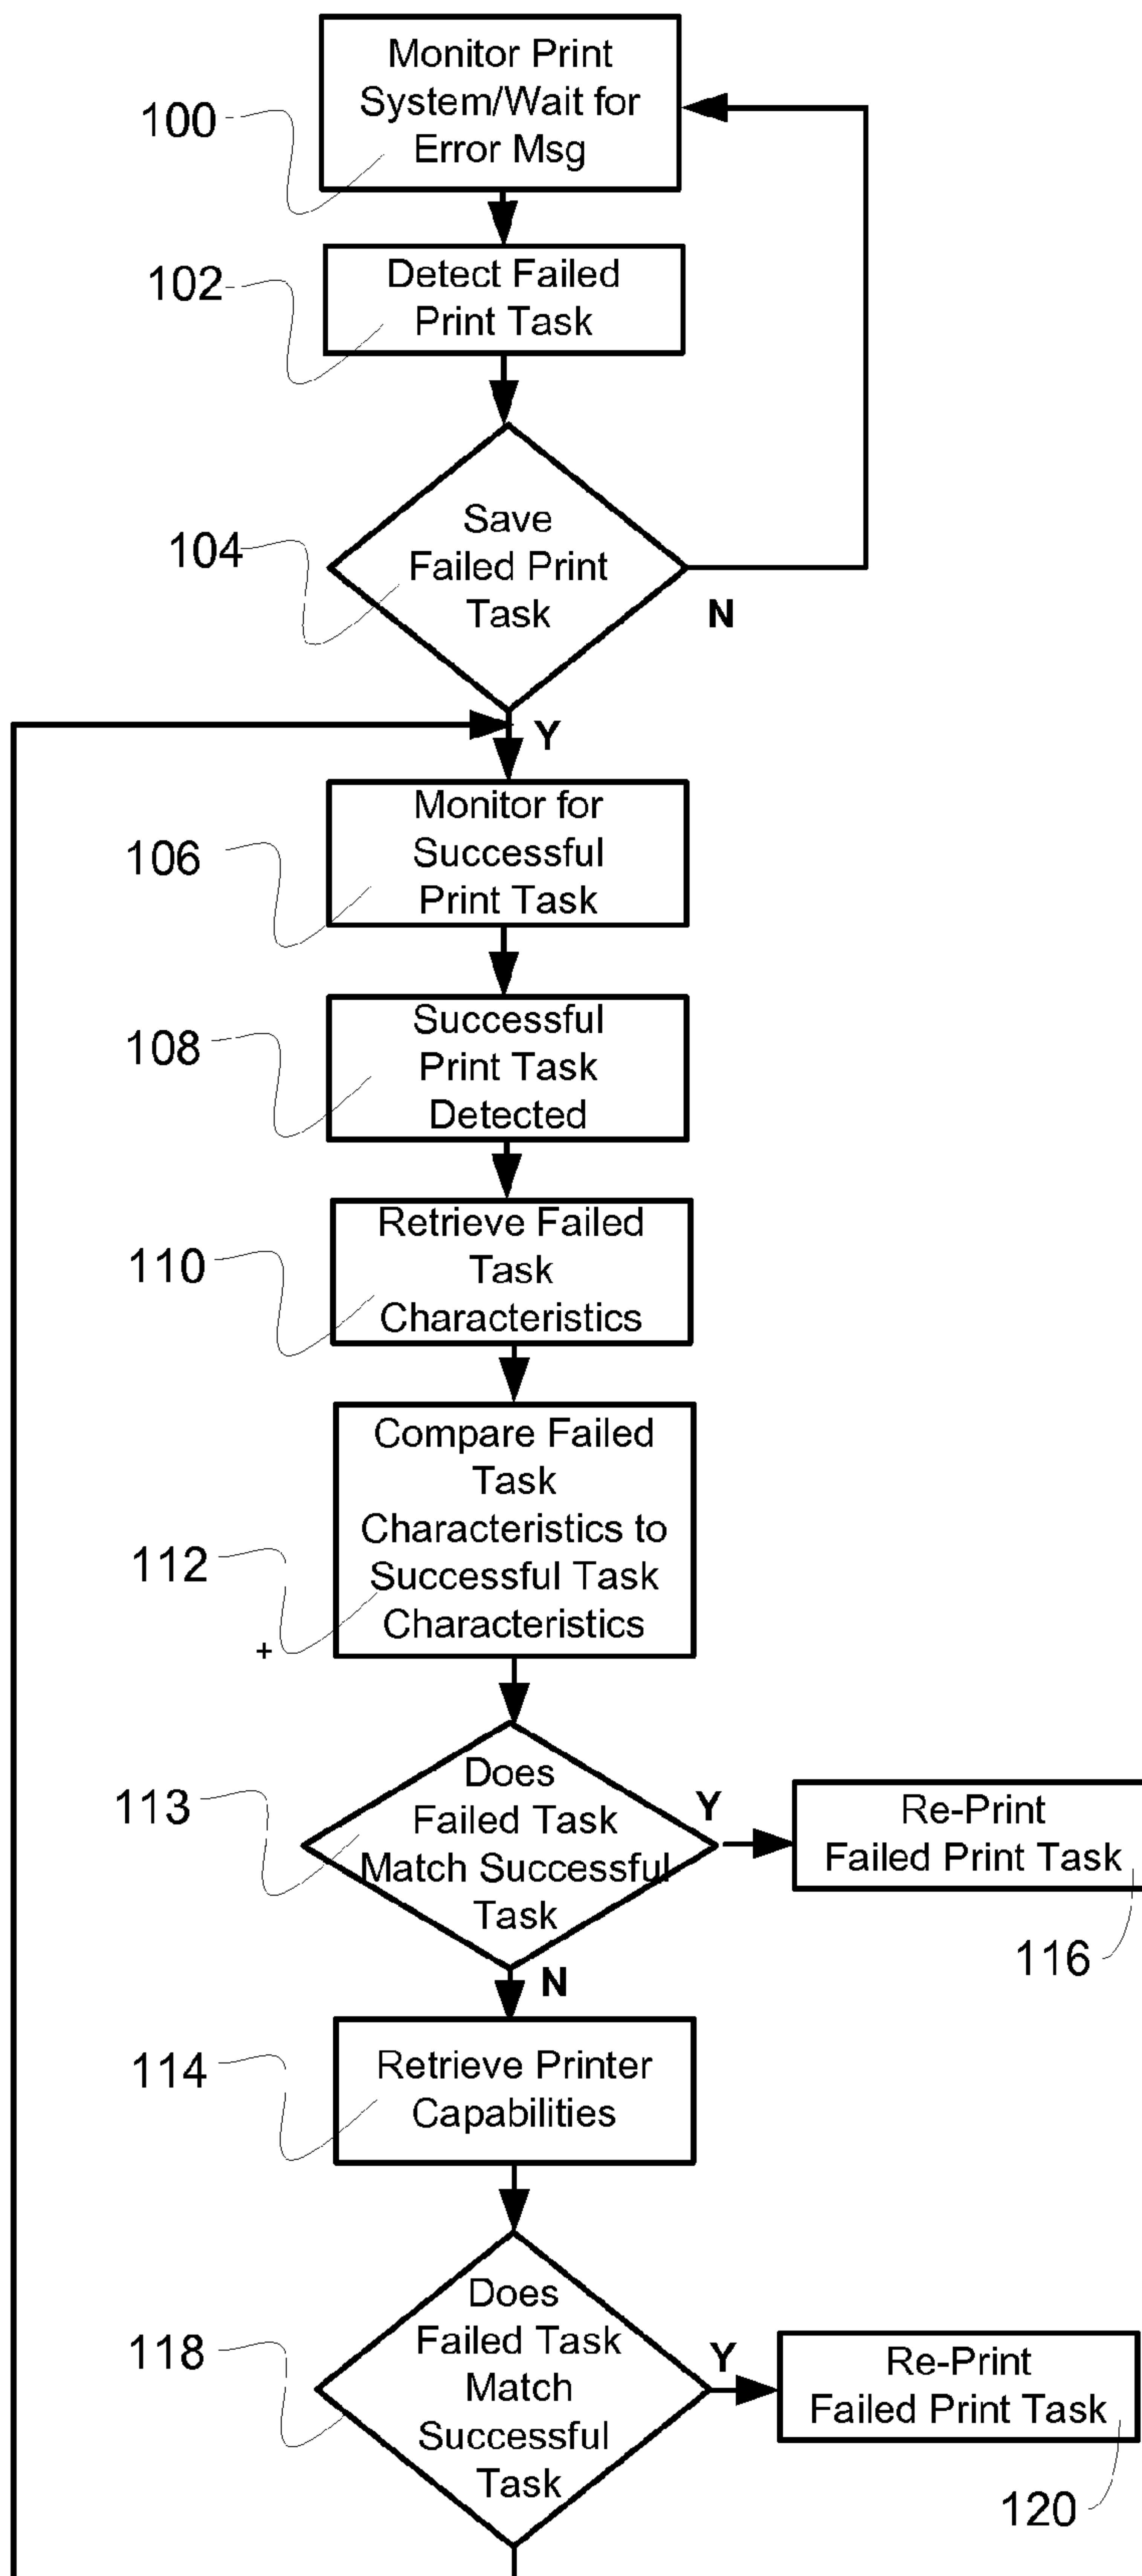 Monitor Print
System/Wait for
Error Msg
100
Detect Failed
Print Task
102
Save
Failed Print
Task
104
N
Y
Monitor for
Successful
Print Task
106
Successful
Print Task
Detected
108
Retrieve Failed
Task
Characteristics
110
Compare Failed
Task
Characteristics to
Successful Task
Characteristics
112
+
Does
Failed Task
Match Successful
Task
113
Y
Re-Print
Failed Print Task
116
N
Retrieve Printer
Capabilities
114
Does
Failed Task
Match
Successful
Task
118
Y
Re-Print
Failed Print Task
120